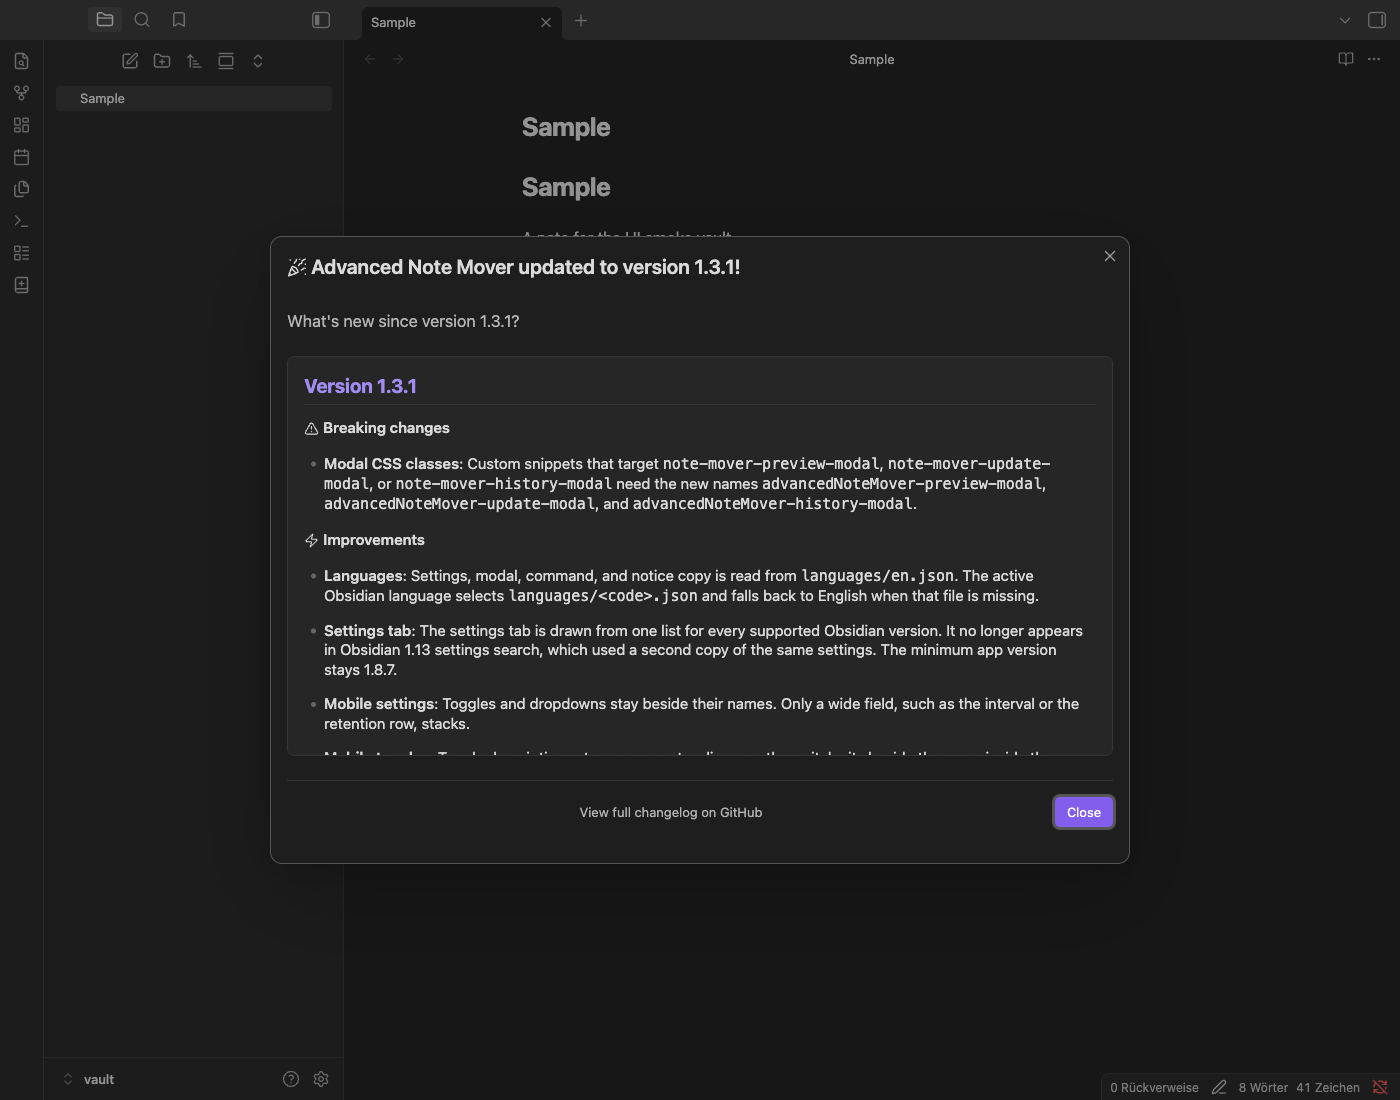 Sample
Sample
Sample
Sample
Sample
Advanced Note Mover updated to version 1.3.1!
What's new since version 1.3.1?
Version 1.3.1
Breaking changes
Modal CSS classes: Custom snippets that target note-mover-preview-modal, note-mover-update-
modal, or note-mover-history-modal need the new names advancedNoteMover-preview-modal,
advancedNoteMover-update-modal, and advancedNoteMover-history-modal.
Improvements
Languages: Settings, modal, command, and notice copy is read from languages/en.json. The active
Obsidian language selects languages/<code>.json and falls back to English when that file is missing.
Settings tab: The settings tab is drawn from one list for every supported Obsidian version. It no longer appears
in Obsidian 1.13 settings search, which used a second copy of the same settings. The minimum app version
stays 1.8.7.
Mobile settings: Toggles and dropdowns stay beside their names. Only a wide field, such as the interval or the
retention row, stacks.
View full changelog on GitHub
Close
vault
0 Rückverweise
8 Wörter
41 Zeichen